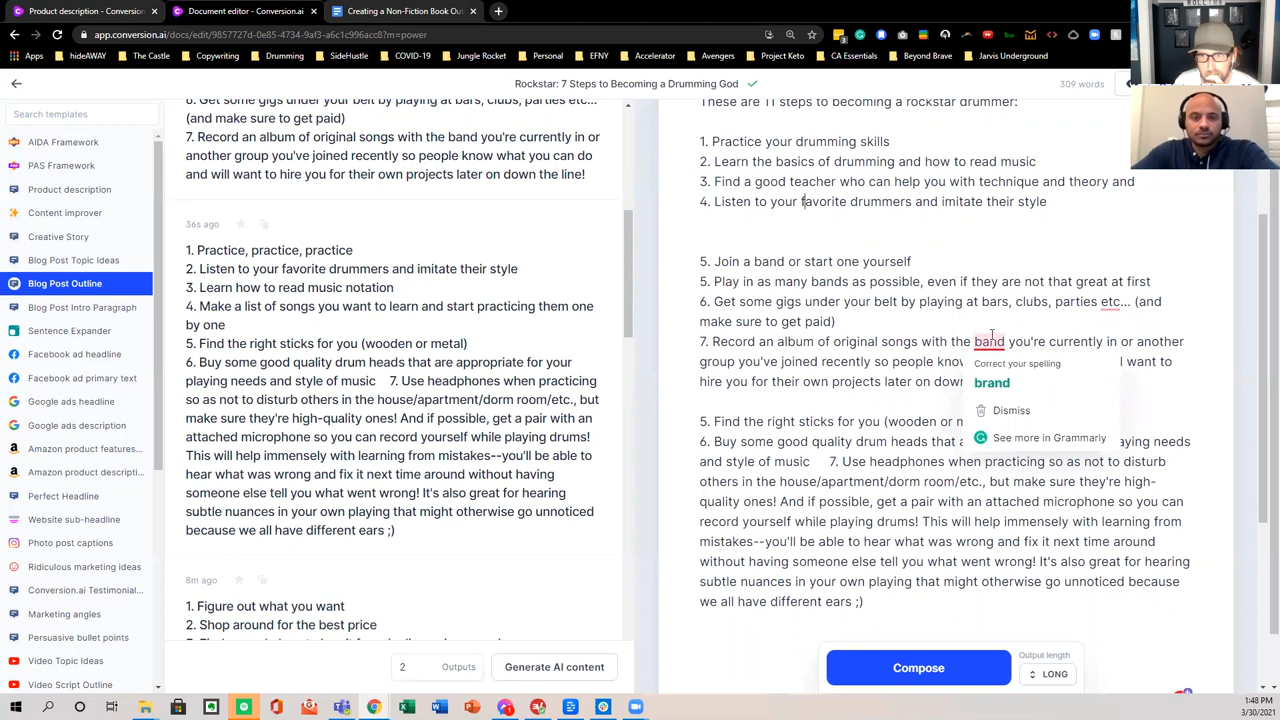 Product description - Conversion.ai
Document editor - Conversion.ai
Creating a Non-Fiction Book Out
app.conversion.ai/docs/edit/9857727d-0e85-4734-9af3-a6c1c996acc8?m=power
Apps
hideAWAY
Copywriting
Drumming
SideHustle
COVID-19
Jungle Rocket
Personal
EFNY
Accelerator
Avengers
Project Keto
CA Essentials
Beyond Brave
Jarvis Underground
Rockstar: 7 Steps to Becoming a Drumming God
309 words
Search templates
AIDA Framework
PAS Framework
Product description
Content improver
Creative Story
Blog Post Topic Ideas
Blog Post Outline
Blog Post Intro Paragraph
Sentence Expander
Facebook ad headline
Facebook ad primary text
Google ads headline
Google ads description
Amazon product features...
Amazon product descripti...
Perfect Headline
Website sub-headline
Photo post captions
Ridiculous marketing ideas
Conversion.ai Testimonial...
Marketing angles
Persuasive bullet points
Video Topic Ideas
Video Script Outline
6. Get some gigs under your belt by playing at bars, clubs, parties etc...
(and make sure to get paid)
7. Record an album of original songs with the band you're currently in or
another group you've joined recently so people know what you can do
and will want to hire you for their own projects later on down the line!
36s ago
1. Practice, practice, practice
2. Listen to your favorite drummers and imitate their style
3. Learn how to read music notation
4. Make a list of songs you want to learn and start practicing them one
by one
5. Find the right sticks for you (wooden or metal)
6. Buy some good quality drum heads that are appropriate for your
playing needs and style of music 7. Use headphones when practicing
so as not to disturb others in the house/apartment/dorm room/etc., but
make sure they're high-quality ones! And if possible, get a pair with an
attached microphone so you can record yourself while playing drums!
This will help immensely with learning from mistakes--you'll be able to
hear what was wrong and fix it next time around without having
someone else tell you what went wrong! It's also great for hearing
subtle nuances in your own playing that might otherwise go unnoticed
because we all have different ears ;)
8m ago
1. Figure out what you want
2. Shop around for the best price
2
Outputs
Generate AI content
These are 11 steps to becoming a rockstar drummer:
1. Practice your drumming skills
2. Learn the basics of drumming and how to read music
3. Find a good teacher who can help you with technique and theory and
4. Listen to your favorite drummers and imitate their style
5. Join a band or start one yourself
5. Play in as many bands as possible, even if they are not that great at first
6. Get some gigs under your belt by playing at bars, clubs, parties etc... (and
make sure to get paid)
7. Record an album of original songs with the band you're currently in or another
group you've joined recently so people know want to
hire you for their own projects later on down
Correct your spelling
brand
Dismiss
See more in Grammarly
5. Find the right sticks for you (wooden or
6. Buy some good quality drum heads that playing needs
and style of music 7. Use headphones when practicing so as not to disturb
others in the house/apartment/dorm room/etc., but make sure they're high-
quality ones! And if possible, get a pair with an attached microphone so you can
record yourself while playing drums! This will help immensely with learning from
mistakes--you'll be able to hear what was wrong and fix it next time around
without having someone else tell you what went wrong! It's also great for hearing
subtle nuances in your own playing that might otherwise go unnoticed because
we all have different ears ;)
Compose
Output length
LONG
1:48 PM
3/30/2021